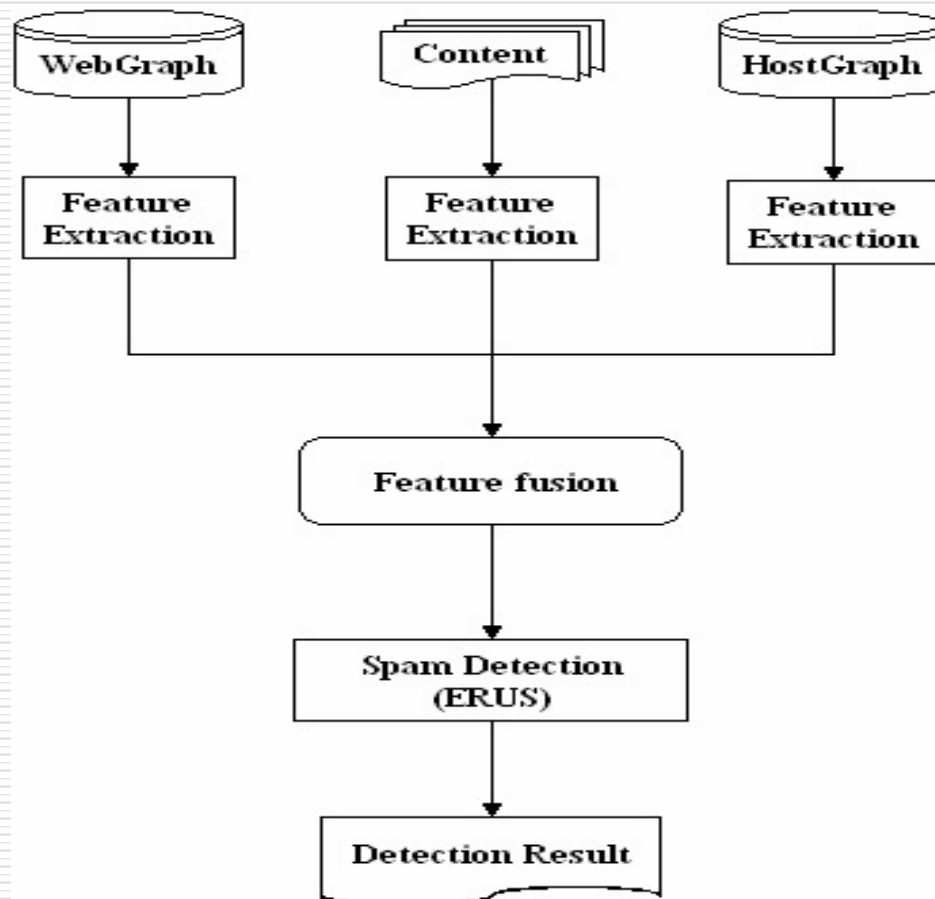 WebGraph
Content
HostGraph
Feature
Extraction
Feature
Extraction
Feature
Extraction
Feature fusion
Spam Detection
(ERUS)
Detection Result